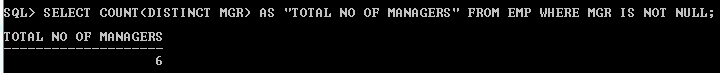 SQL> SELECT COUNT(DISTINCT MGR) AS "TOTAL NO OF MANAGERS" FROM EMP WHERE MGR IS NOT NULL;
TOTAL NO OF MANAGERS
--------------------
6